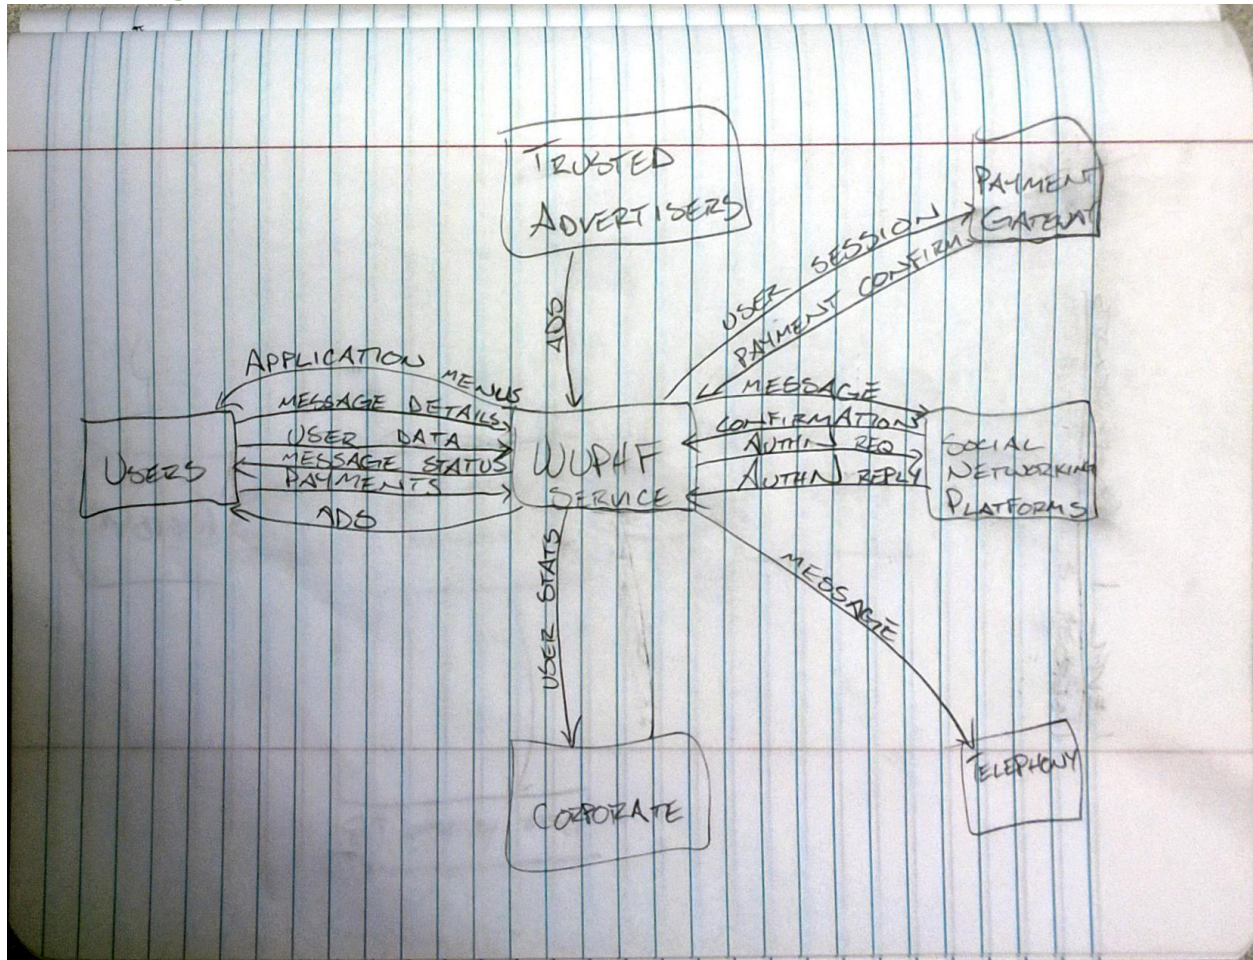 TRUSTED
ADVERTISERS
PAYMENT
GATEWAY
USER SESSION
PAYMENT CONFIRM
ADS
APPLICATION MENUS
MESSAGE DETAILS
USER DATA
MESSAGE STATUS
PAYMENTS
ADS
USERS
WUPHF
SERVICE
MESSAGE
CONFIRMATION
AUTHN REQ
AUTHN REPLY
SOCIAL
NETWORKING
PLATFORMS
USER STATS
MESSAGE
CORPORATE
TELEPHONY